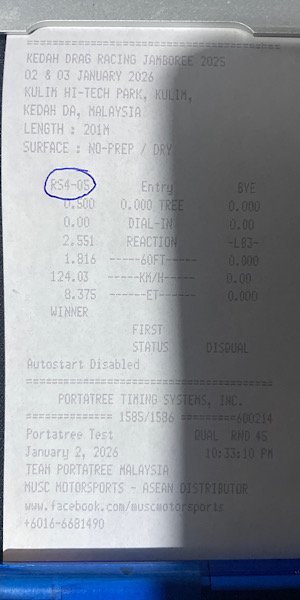 =================================
KEDAH DRAG RACING JAMBOREE 2025
02 & 03 JANUARY 2026
KULIM HI-TECH PARK, KULIM,
KEDAH DA, MALAYSIA
LENGTH : 201M
SURFACE : NO-PREP / DRY
RS4-05 Entry BYE
0.500 0.000 TREE 0.000
0.00 DIAL-IN 0.00
2.551 REACTION -LB3-
1.816 -----60FT----- 0.000
124.03 ------KM/H----- 0.00
8.375 ------ET------ 0.000
WINNER
FIRST
STATUS DISQUAL
Autostart Disabled
=================================
PORTATREE TIMING SYSTEMS, INC.
============= 1585/1586 ========600214
Portatree Test QUAL RND 45
January 2, 2026 10:33:10 PM
TEAM PORTATREE MALAYSIA
MUSC MOTORSPORTS - ASEAN DISTRIBUTOR
www.facebook.com/muscmotorsports
+6016-6681490